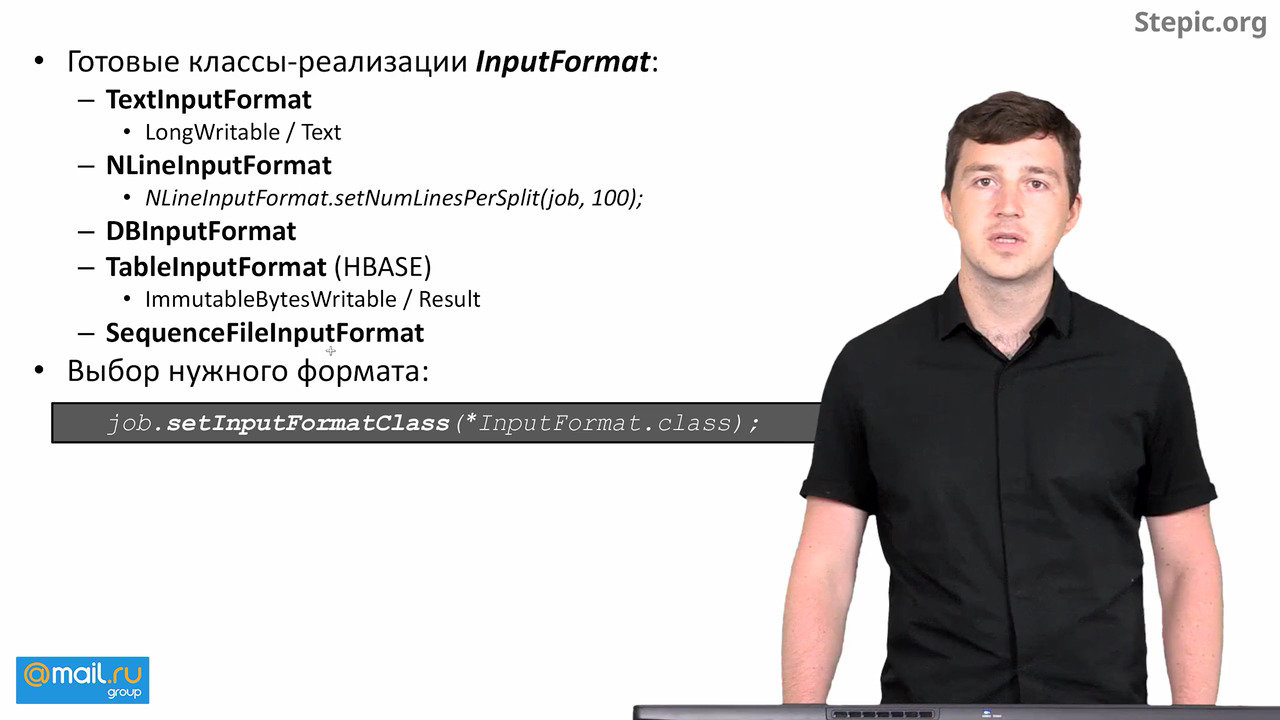 Stepic.org
• Готовые классы-реализации InputFormat:
– TextInputFormat
• LongWritable / Text
– NLineInputFormat
• NLineInputFormat.setNumLinesPerSplit(job, 100);
– DBInputFormat
– TableInputFormat (HBASE)
• ImmutableBytesWritable / Result
– SequenceFileInputFormat
• Выбор нужного формата:
job.setInputFormatClass(*InputFormat.class);
@mail.ru
group